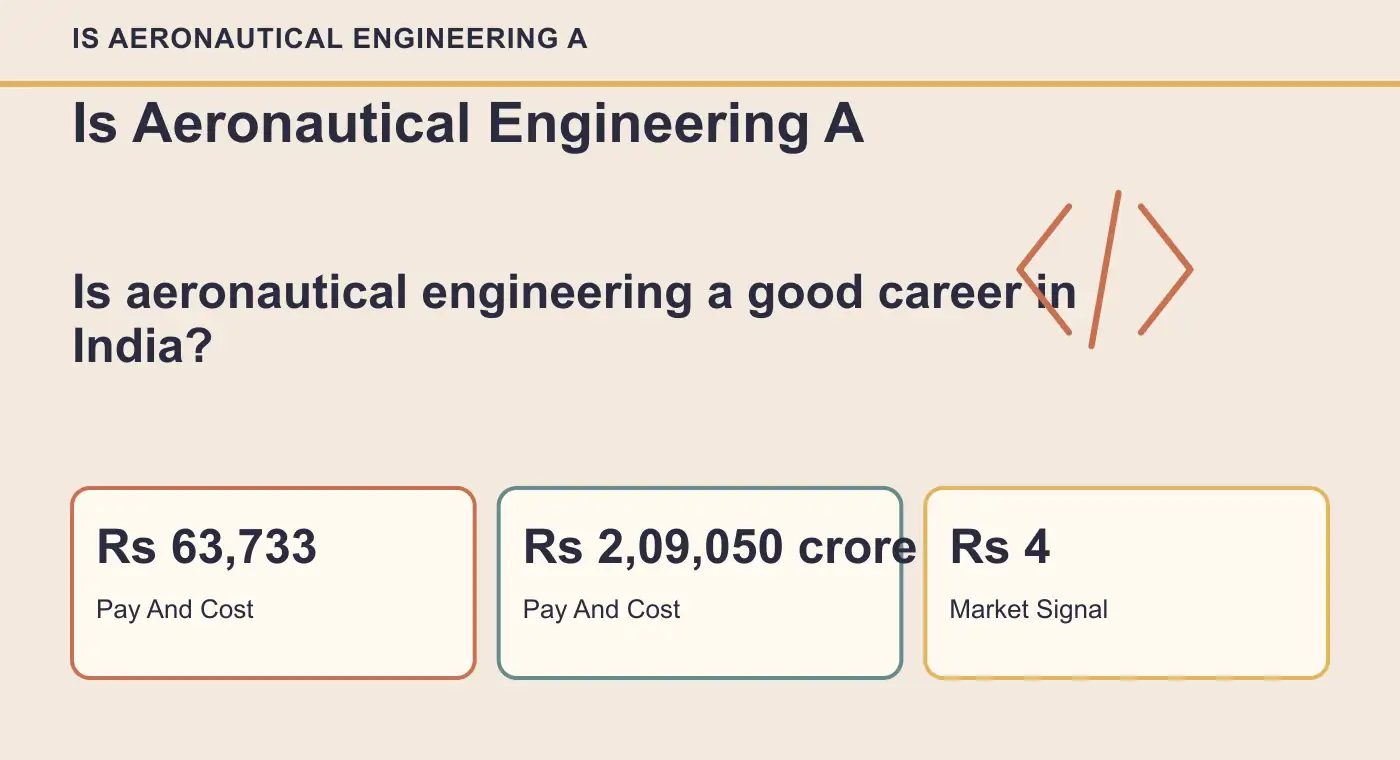 IS AERONAUTICAL ENGINEERING A
Is Aeronautical Engineering A
Is aeronautical engineering a good career in
India?
Rs 63,733
Pay And Cost
Rs 2,09,050 crore
Pay And Cost
Rs 4
Market Signal